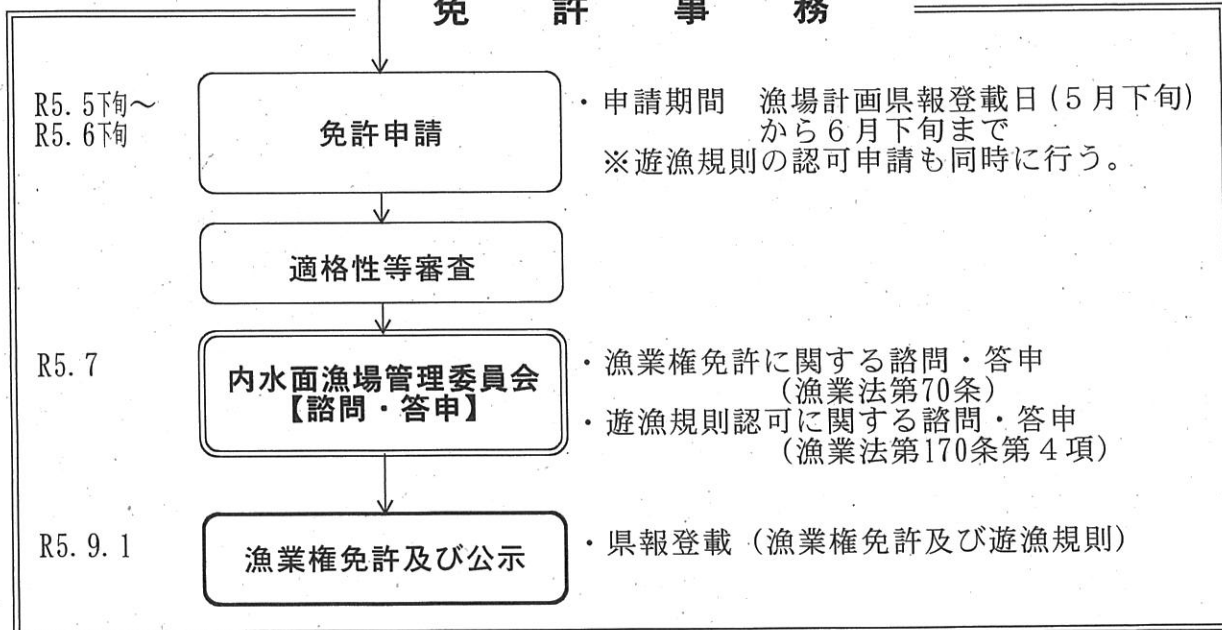 免許事務
R5.5下旬～
R5.6下旬
免許申請
・申請期間 漁場計画県報登載日(5月下旬)
から6月下旬まで
※遊漁規則の認可申請も同時に行う。
適格性等審査
R5.7
内水面漁場管理委員会
【諮問・答申】
・漁業権免許に関する諮問・答申
(漁業法第70条)
・遊漁規則認可に関する諮問・答申
(漁業法第170条第4項)
R5.9.1
漁業権免許及び公示
・県報登載（漁業権免許及び遊漁規則）